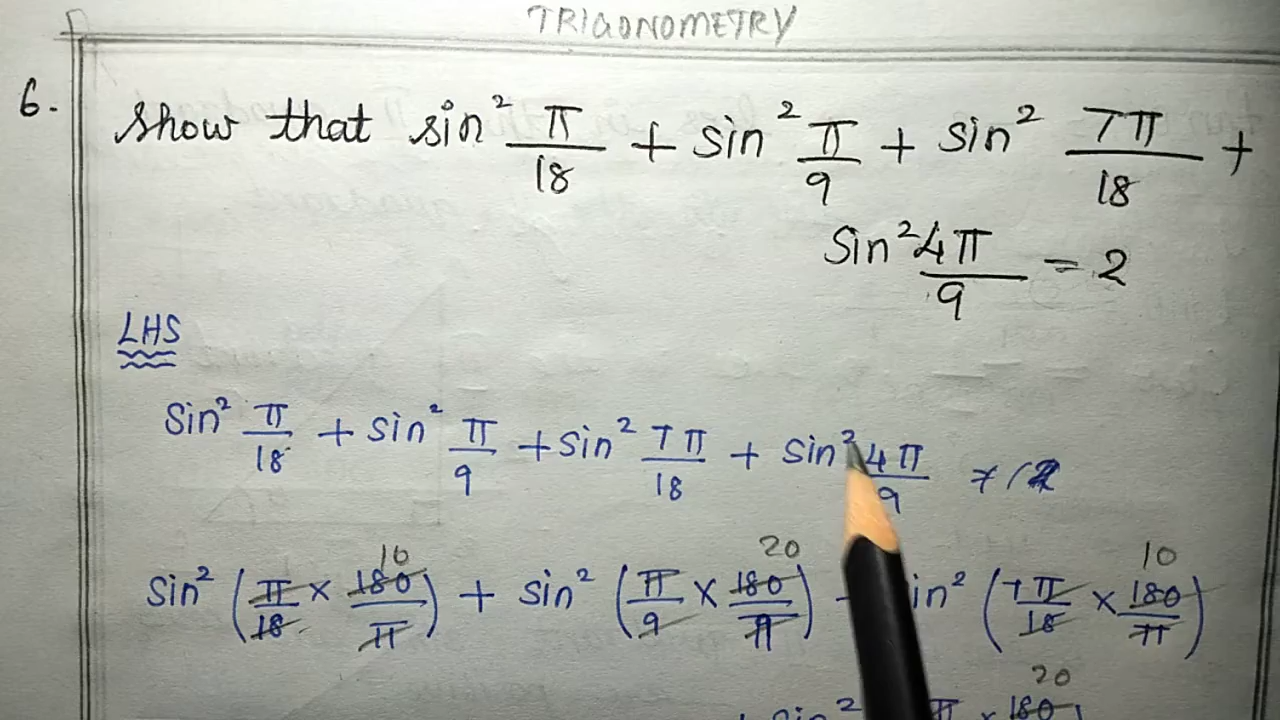 TRIGONOMETRY
6. show that sin² π/18 + sin² π/9 + sin² 7π/18 +
Sin² 4π/9 = 2
LHS
Sin² π/18 + sin² π/9 + sin² 7π/18 + sin² 4π/9
10 20 10
Sin² (π/18 × 180/π) + sin² (π/9 × 180/π) + sin² (7π/18 × 180/π)
20
+ sin² π × 180